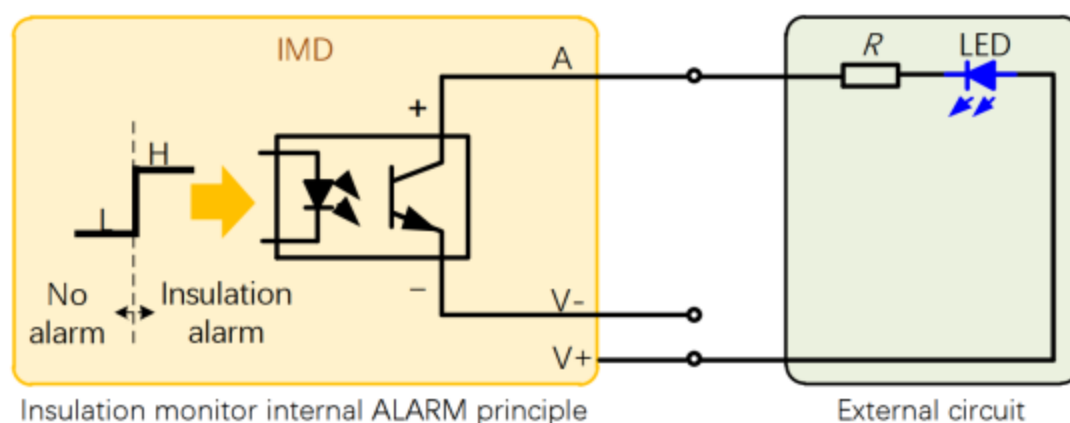 IMD
A
R
LED
+
H
L
–
No
alarm
Insulation
alarm
V-
V+
Insulation monitor internal ALARM principle
External circuit